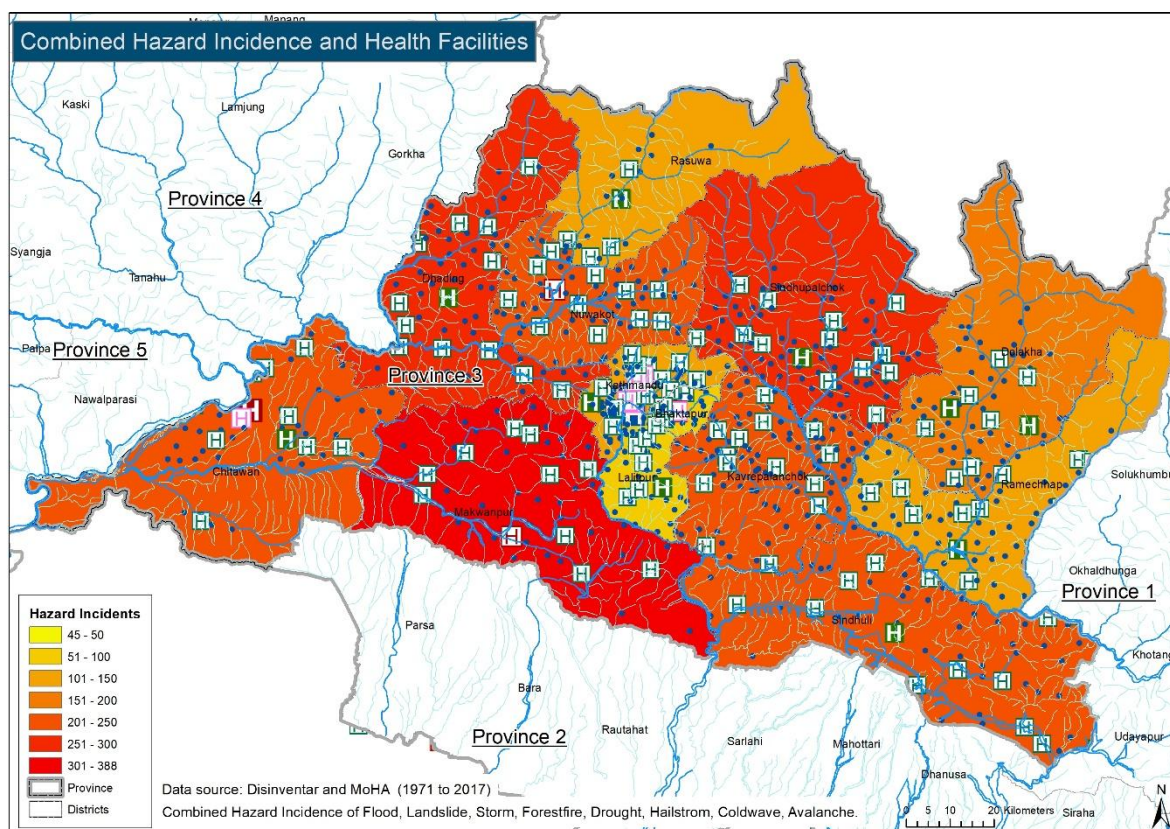 Combined Hazard Incidence and Health Facilities
Manang
Kaski
Lamjung
Gorkha
Rasuwa
Province 4
Syangja
Tanahu
Dhading
Sindhupalchok
Nuwakot
Dolakha
Palpa
Province 5
Province 3
Kathmandu
Nawalparasi
Bhaktapur
Solukhumbu
Chitawan
Lalitpur
Kavrepalanchok
Ramechhap
Makwanpur
Okhaldhunga
Province 1
Parsa
Sindhuli
Khotang
Bara
Province 2
Rautahat
Sarlahi
Mahottari
Udayapur
Dhanusa
Siraha
Hazard Incidents
45 - 50
51 - 100
101 - 150
151 - 200
201 - 250
251 - 300
301 - 388
Province
Districts
Data source: Disinventar and MoHA (1971 to 2017)
Combined Hazard Incidence of Flood, Landslide, Storm, Forestfire, Drought, Hailstrom, Coldwave, Avalanche.
0 5 10 20 Kilometers
N